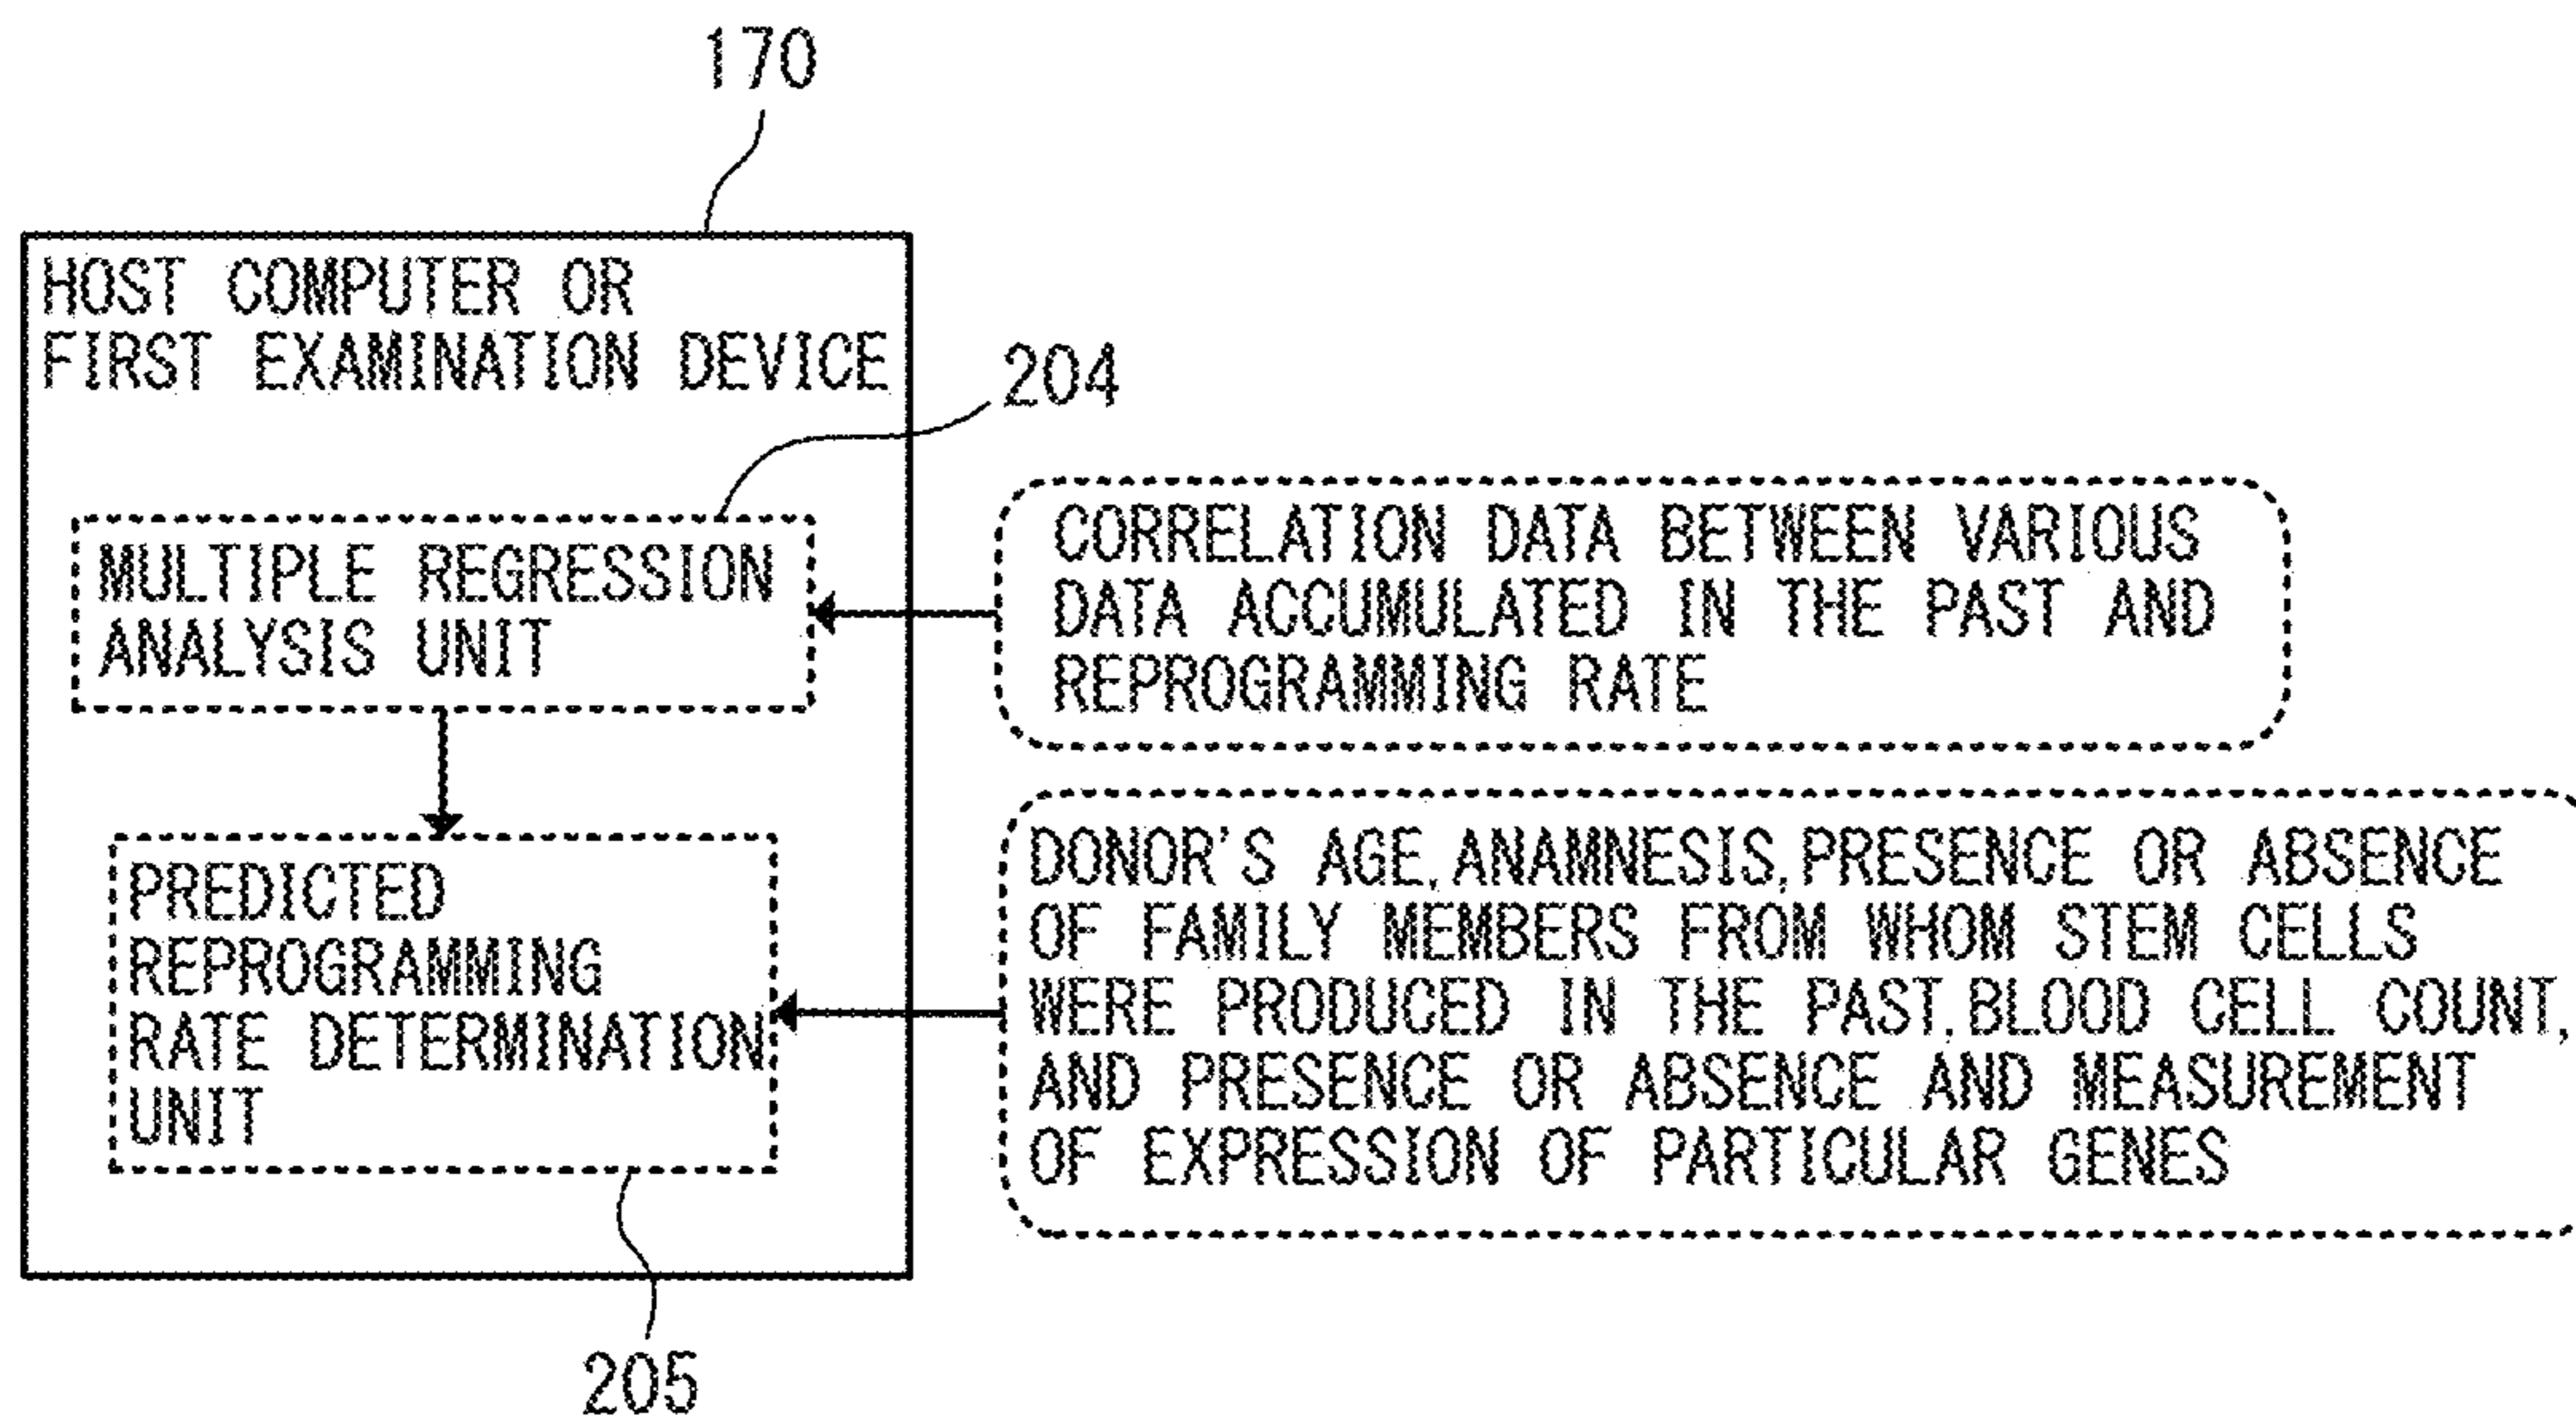 170
HOST COMPUTER OR
FIRST EXAMINATION DEVICE
204
MULTIPLE REGRESSION
ANALYSIS UNIT
CORRELATION DATA BETWEEN VARIOUS
DATA ACCUMULATED IN THE PAST AND
REPROGRAMMING RATE
PREDICTED
REPROGRAMMING
RATE DETERMINATION
UNIT
DONOR'S AGE, ANAMNESIS, PRESENCE OR ABSENCE
OF FAMILY MEMBERS FROM WHOM STEM CELLS
WERE PRODUCED IN THE PAST, BLOOD CELL COUNT,
AND PRESENCE OR ABSENCE AND MEASUREMENT
OF EXPRESSION OF PARTICULAR GENES
205